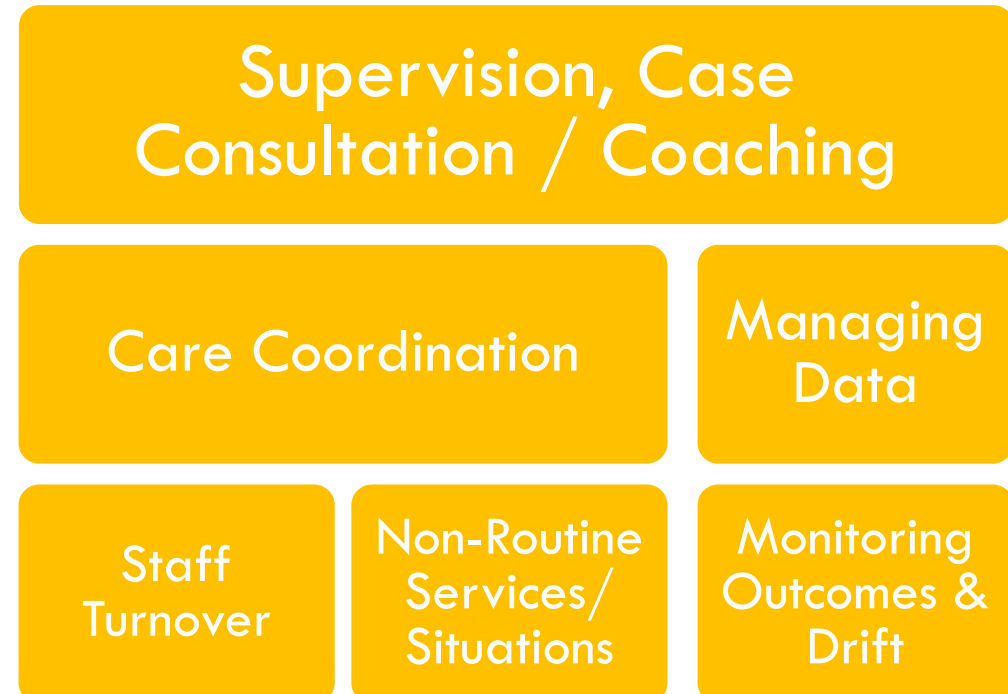 Supervision, Case
Consultation / Coaching
Care Coordination
Managing
Data
Staff
Turnover
Non-Routine
Services/
Situations
Monitoring
Outcomes &
Drift